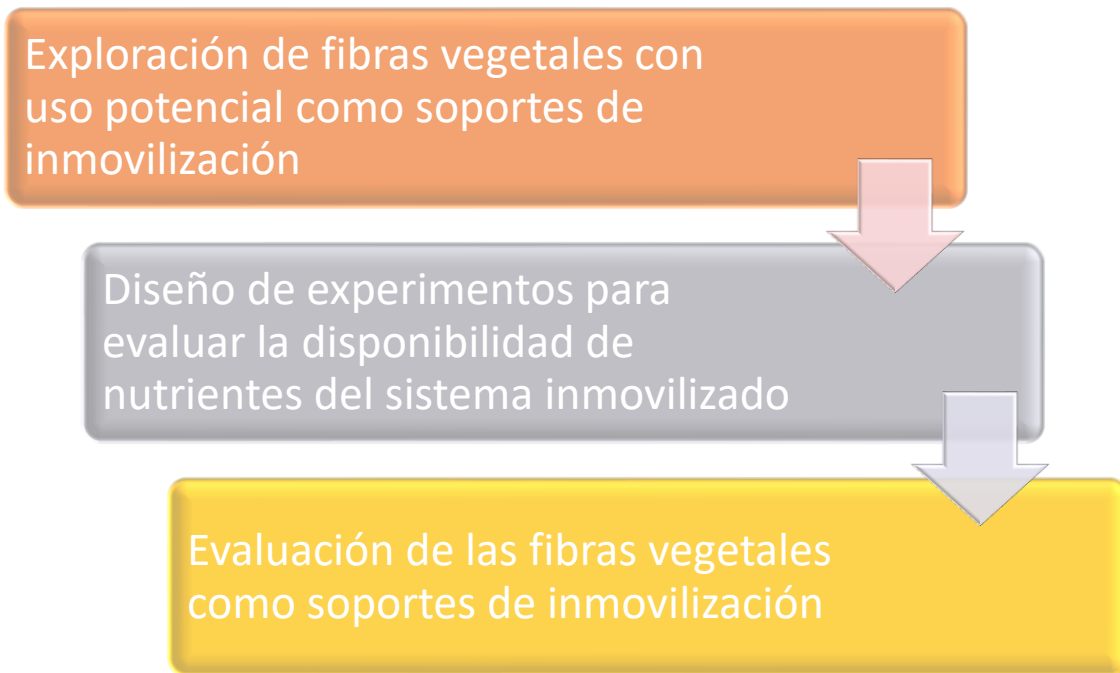 Exploración de fibras vegetales con
uso potencial como soportes de
inmovilización
Diseño de experimentos para
evaluar la disponibilidad de
nutrientes del sistema inmovilizado
Evaluación de las fibras vegetales
como soportes de inmovilización